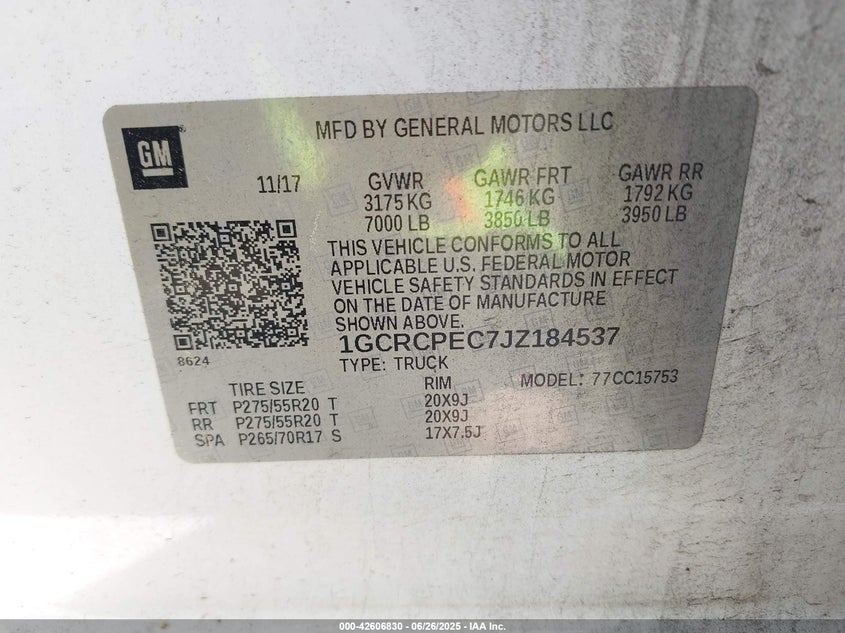 GM
MFD BY GENERAL MOTORS LLC
11/17
GVWR
3175 KG
7000 LB
GAWR FRT
1746 KG
3850 LB
GAWR RR
1792 KG
3950 LB
THIS VEHICLE CONFORMS TO ALL
APPLICABLE U.S. FEDERAL MOTOR
VEHICLE SAFETY STANDARDS IN EFFECT
ON THE DATE OF MANUFACTURE
SHOWN ABOVE.
8624
1GCRCPEC7JZ184537
TYPE: TRUCK
MODEL: 77CC15753
TIRE SIZE RIM
FRT P275/55R20 T 20X9J
RR P275/55R20 T 20X9J
SPA P265/70R17 S 17X7.5J
000-42606830 - 06/26/2025 - IAA Inc.